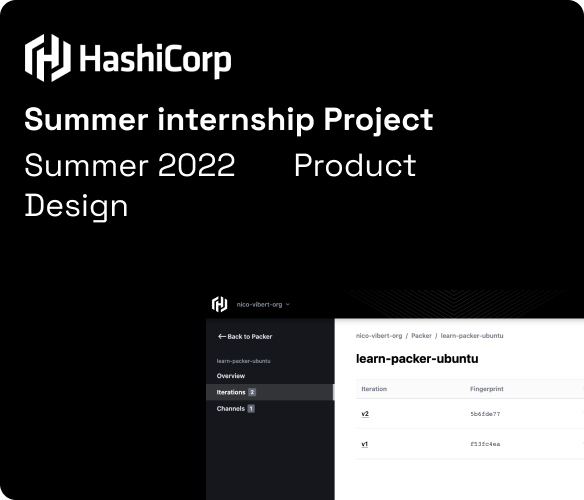 HashiCorp
Summer internship Project
Summer 2022 Product
Design
nico-vibert-org
Back to Packer
nico-vibert-org / Packer / learn-packer-ubuntu
learn-packer-ubuntu
learn-packer-ubuntu
Overview
Iterations 2
Channels 1
Iteration Fingerprint
v2 5b6fde77
v1 f53fc4ea